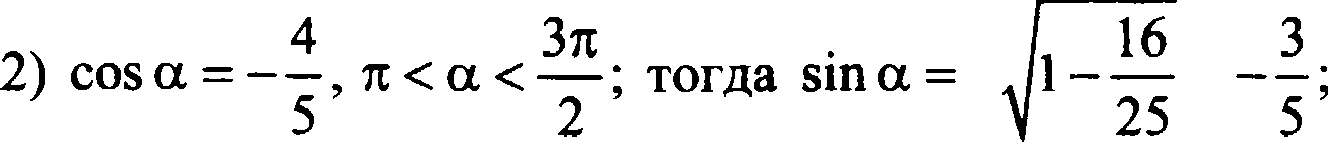 2) cos α = −4/5, π < α < 3π/2; тогда sin α = √(1 − 16/25) −3/5;